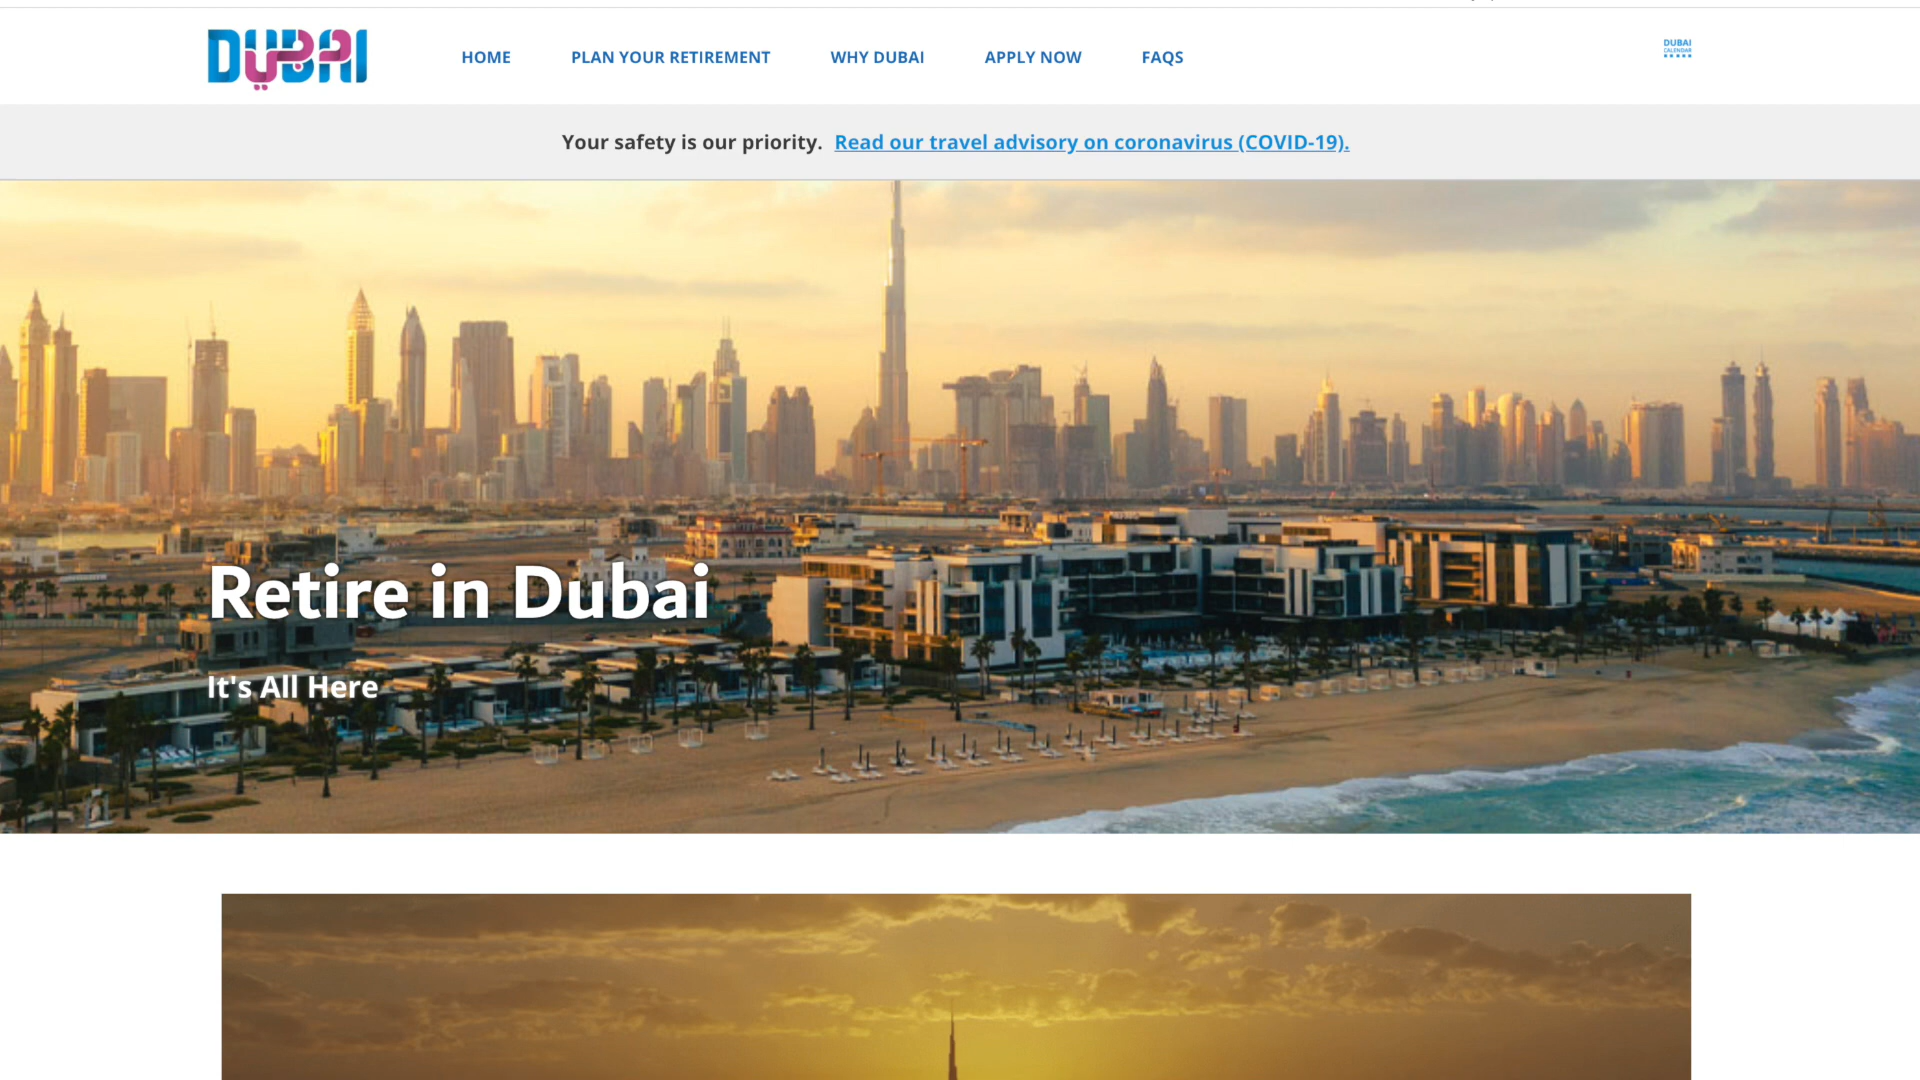 DUBAI
HOME
PLAN YOUR RETIREMENT
WHY DUBAI
APPLY NOW
FAQS
DUBAI
CALENDAR
Your safety is our priority. Read our travel advisory on coronavirus (COVID-19).
Retire in Dubai
It's All Here